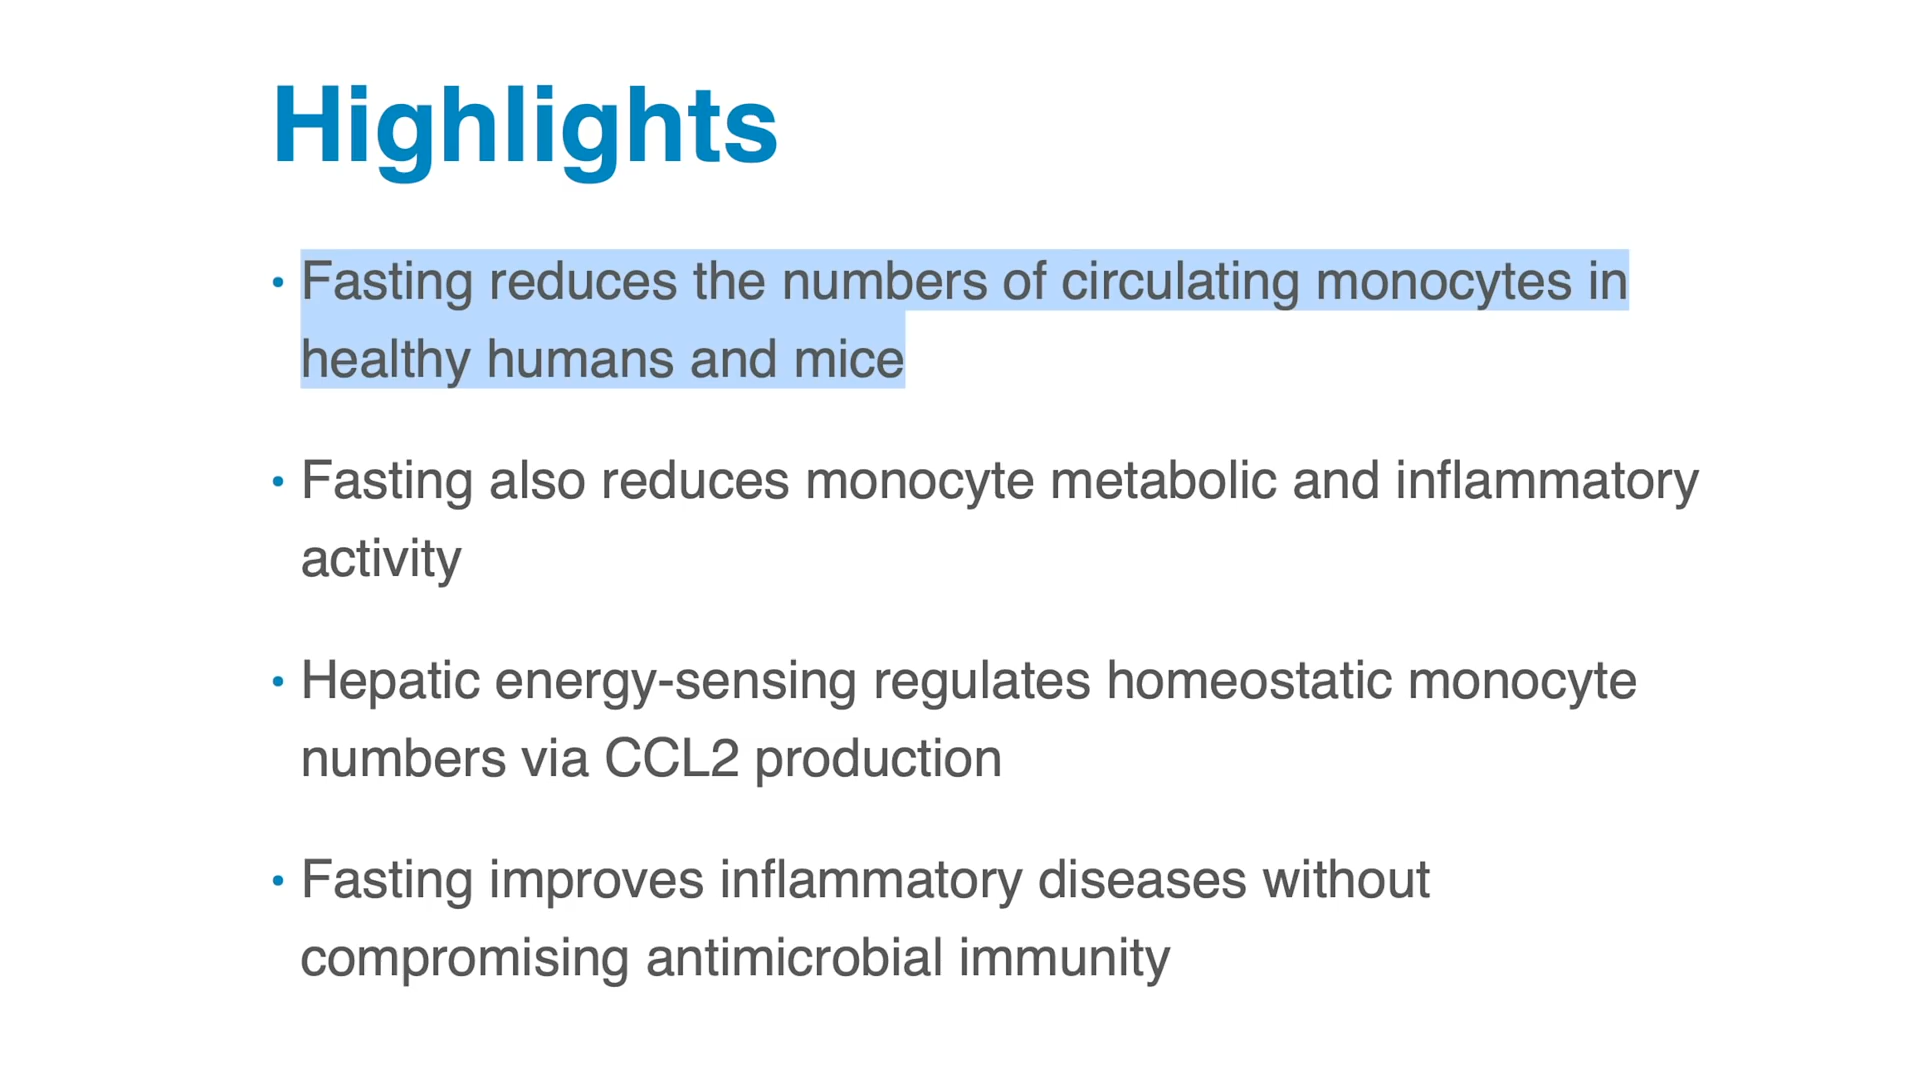 Highlights
• Fasting reduces the numbers of circulating monocytes in
healthy humans and mice
• Fasting also reduces monocyte metabolic and inflammatory
activity
• Hepatic energy-sensing regulates homeostatic monocyte
numbers via CCL2 production
• Fasting improves inflammatory diseases without
compromising antimicrobial immunity